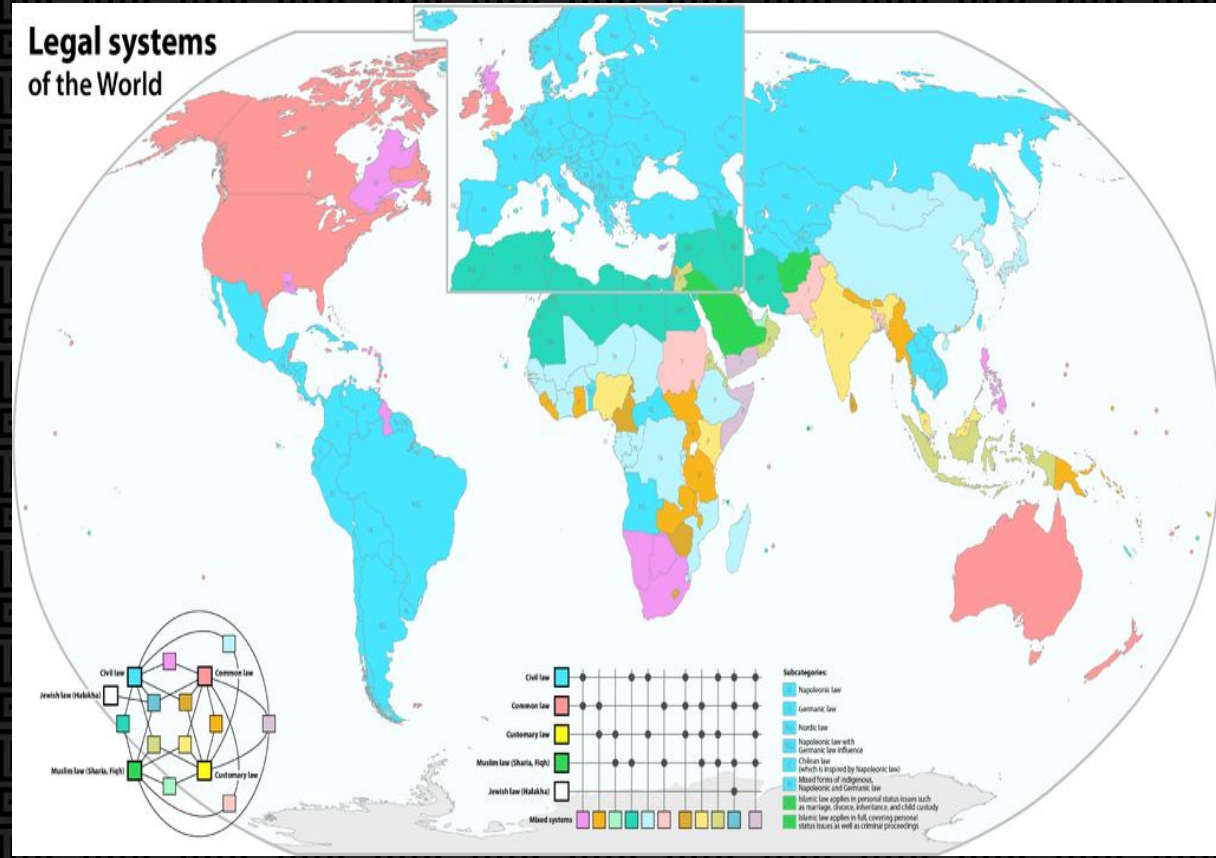 Legal systems
of the World
Civil law
Common law
Jewish law (Halakha)
Muslim law (Sharia, Fiqh)
Customary law
Civil law
Common law
Customary law
Muslim law (Sharia, Fiqh)
Jewish law (Halakha)
Mixed systems
Subcategories:
Napoleonic law
Germanic law
Nordic law
Napoleonic law with
Germanic law influence
Chilean law
(which is inspired by Napoleonic law)
Mixed forms of indigenous,
Napoleonic and Germanic law
Islamic law applies in personal status issues such
as marriage, divorce, inheritance, and child custody
Islamic law applies in full, covering personal
status issues as well as criminal proceedings